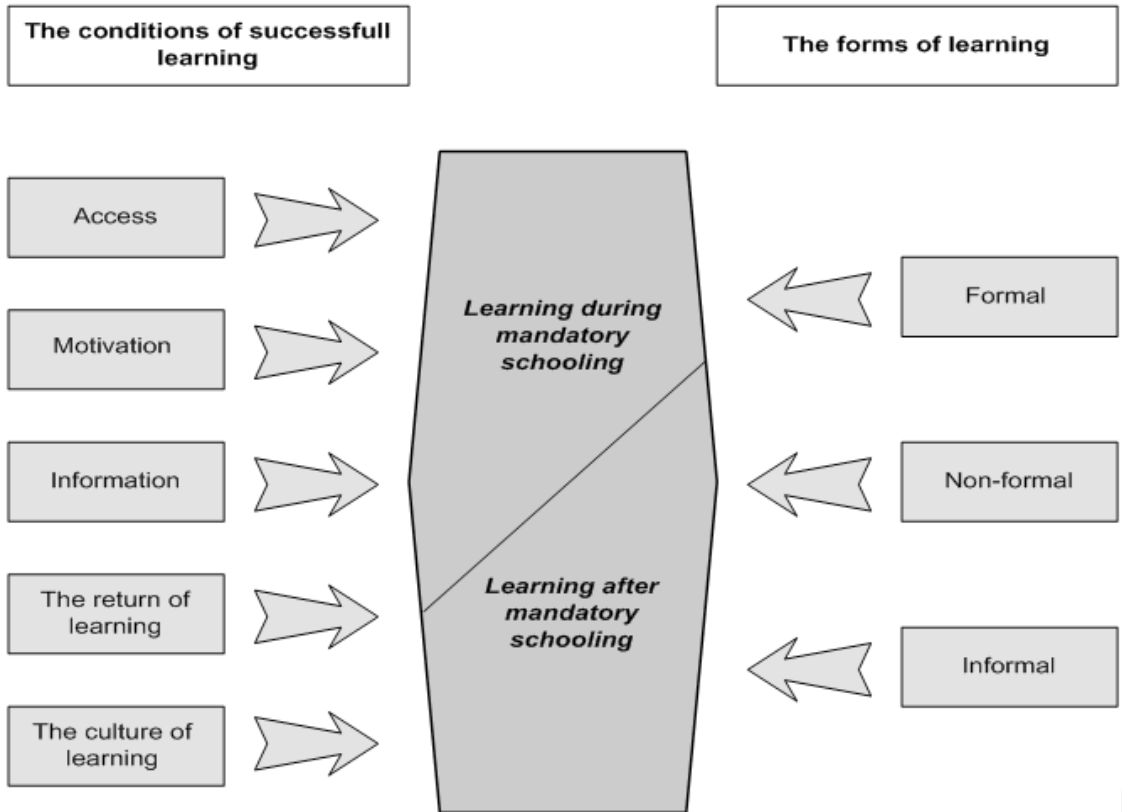 The conditions of successfull
learning
The forms of learning
Access
Motivation
Information
The return of
learning
The culture of
learning
Learning during
mandatory
schooling
Learning after
mandatory
schooling
Formal
Non-formal
Informal